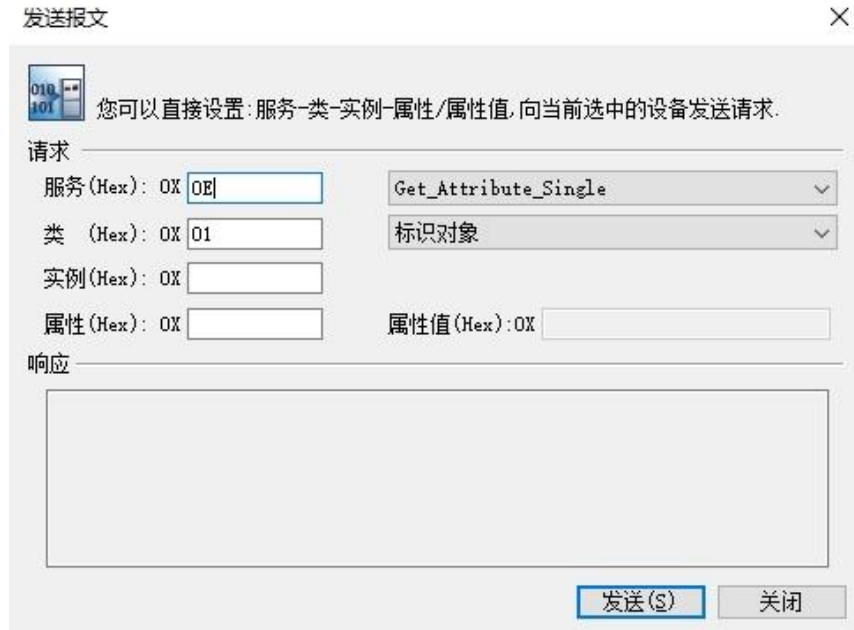 发送报文
010
101
您可以直接设置:服务-类-实例-属性/属性值,向当前选中的设备发送请求.
请求
服务(Hex): 0X 0E Get_Attribute_Single
类 (Hex): 0X 01 标识对象
实例(Hex): 0X
属性(Hex): 0X 属性值(Hex):0X
响应
发送(S) 关闭